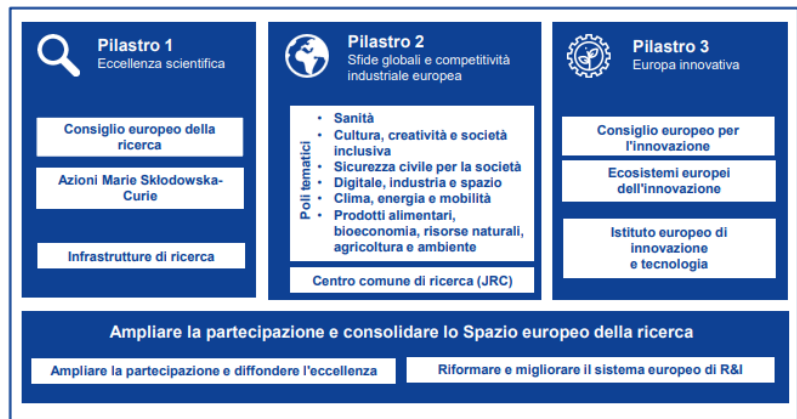 Pilastro 1
Eccellenza scientifica
Consiglio europeo della
ricerca
Azioni Marie Skłodowska-
Curie
Infrastrutture di ricerca
Pilastro 2
Sfide globali e competitività
industriale europea
Poli tematici
• Sanità
• Cultura, creatività e società
inclusiva
• Sicurezza civile per la società
• Digitale, industria e spazio
• Clima, energia e mobilità
• Prodotti alimentari,
bioeconomia, risorse naturali,
agricoltura e ambiente
Centro comune di ricerca (JRC)
Pilastro 3
Europa innovativa
Consiglio europeo per
l'innovazione
Ecosistemi europei
dell'innovazione
Istituto europeo di
innovazione
e tecnologia
Ampliare la partecipazione e consolidare lo Spazio europeo della ricerca
Ampliare la partecipazione e diffondere l'eccellenza
Riformare e migliorare il sistema europeo di R&I